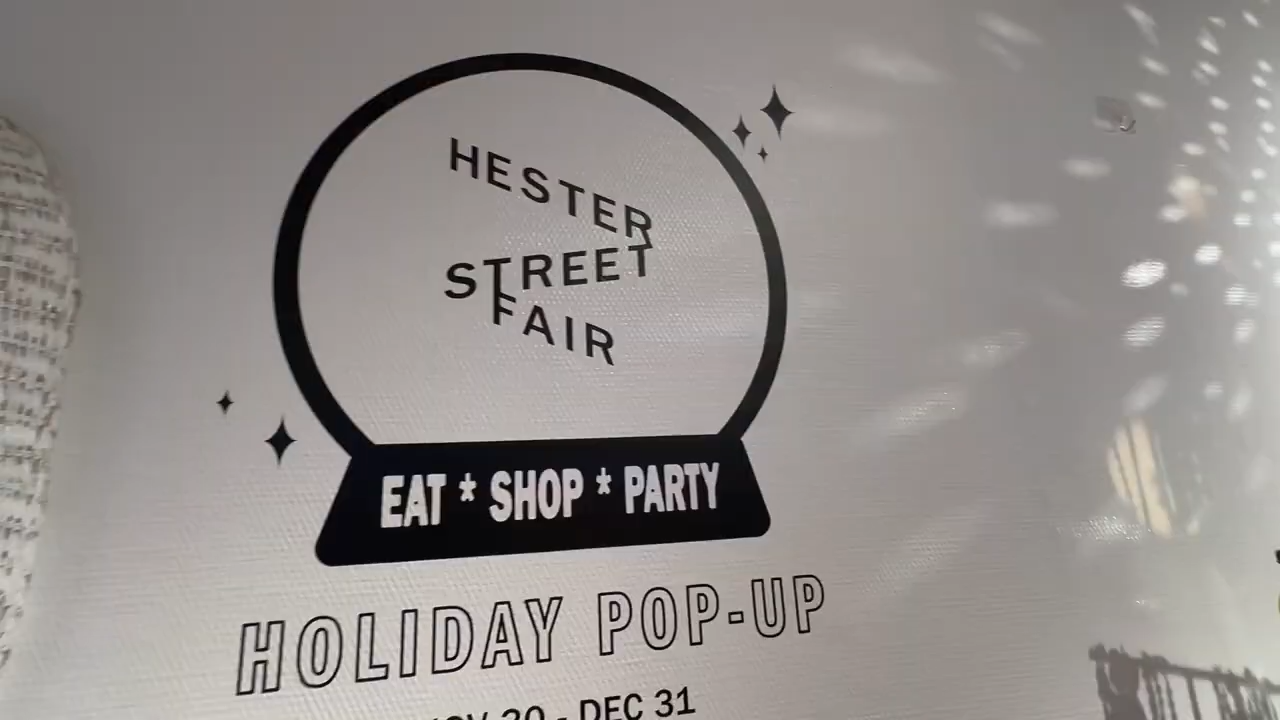 HESTER
STREET
FAIR
EAT * SHOP * PARTY
HOLIDAY POP-UP
- DEC 31